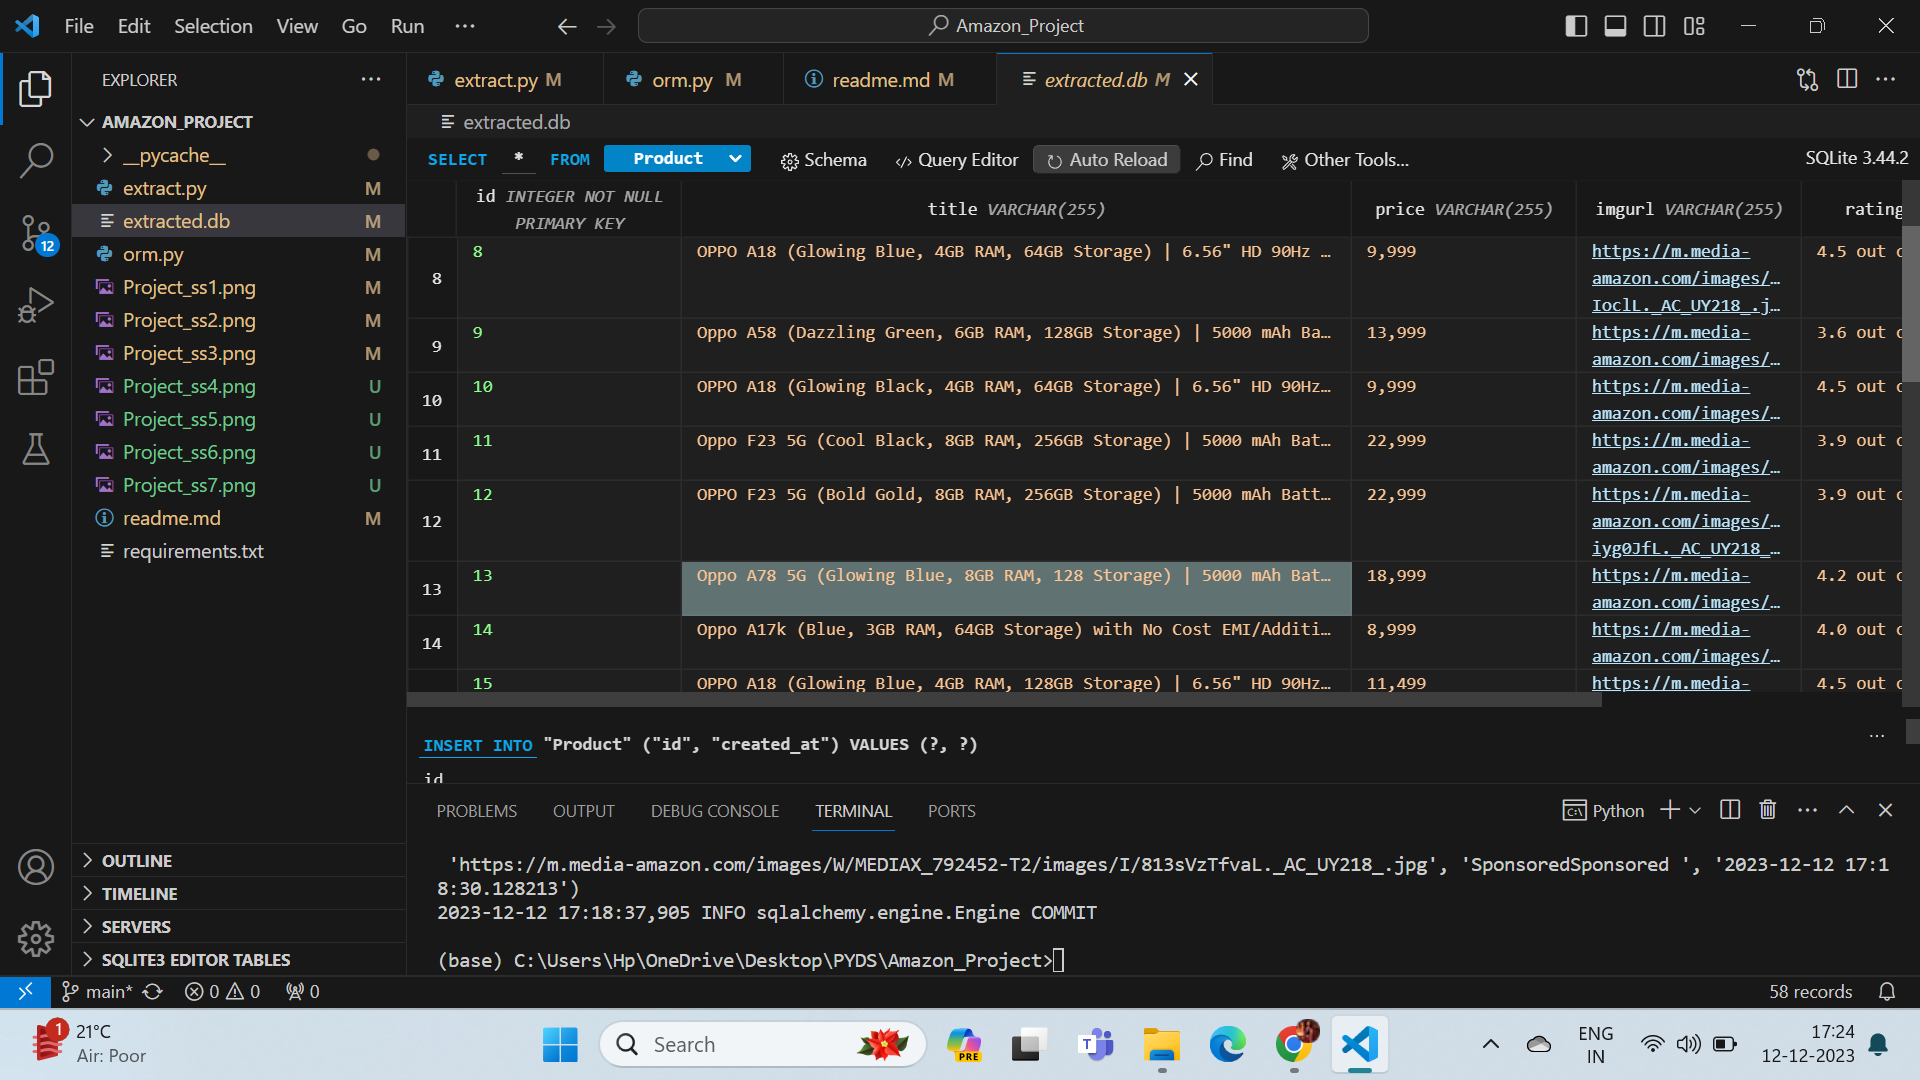 File Edit Selection View Go Run ···
Amazon_Project
EXPLORER
AMAZON_PROJECT
__pycache__
extract.py M
extracted.db M
orm.py M
Project_ss1.png M
Project_ss2.png M
Project_ss3.png M
Project_ss4.png U
Project_ss5.png U
Project_ss6.png U
Project_ss7.png U
readme.md M
requirements.txt
12
OUTLINE
TIMELINE
SERVERS
SQLITE3 EDITOR TABLES
extract.py M orm.py M readme.md M extracted.db M
extracted.db
SELECT * FROM Product Schema Query Editor Auto Reload Find Other Tools... SQLite 3.44.2
id INTEGER NOT NULL
PRIMARY KEY
title VARCHAR(255) price VARCHAR(255) imgurl VARCHAR(255) rating
8 8 OPPO A18 (Glowing Blue, 4GB RAM, 64GB Storage) | 6.56" HD 90Hz … 9,999 https://m.media- 4.5 out
amazon.com/images/…
IoclL._AC_UY218_.j…
9 9 Oppo A58 (Dazzling Green, 6GB RAM, 128GB Storage) | 5000 mAh Ba… 13,999 https://m.media- 3.6 out
amazon.com/images/…
10 10 OPPO A18 (Glowing Black, 4GB RAM, 64GB Storage) | 6.56" HD 90Hz… 9,999 https://m.media- 4.5 out
amazon.com/images/…
11 11 Oppo F23 5G (Cool Black, 8GB RAM, 256GB Storage) | 5000 mAh Bat… 22,999 https://m.media- 3.9 out
amazon.com/images/…
12 12 OPPO F23 5G (Bold Gold, 8GB RAM, 256GB Storage) | 5000 mAh Batt… 22,999 https://m.media- 3.9 out
amazon.com/images/…
iyg0JfL._AC_UY218_…
13 13 Oppo A78 5G (Glowing Blue, 8GB RAM, 128 Storage) | 5000 mAh Bat… 18,999 https://m.media- 4.2 out
amazon.com/images/…
14 14 Oppo A17k (Blue, 3GB RAM, 64GB Storage) with No Cost EMI/Additi… 8,999 https://m.media- 4.0 out
amazon.com/images/…
15 OPPO A18 (Glowing Blue, 4GB RAM, 128GB Storage) | 6.56" HD 90Hz… 11,499 https://m.media- 4.5 out
INSERT INTO "Product" ("id", "created_at") VALUES (?, ?)
id
PROBLEMS OUTPUT DEBUG CONSOLE TERMINAL PORTS Python
'https://m.media-amazon.com/images/W/MEDIAX_792452-T2/images/I/813sVzTfvaL._AC_UY218_.jpg', 'SponsoredSponsored ', '2023-12-12 17:1
8:30.128213')
2023-12-12 17:18:37,905 INFO sqlalchemy.engine.Engine COMMIT
(base) C:\Users\Hp\OneDrive\Desktop\PYDS\Amazon_Project>
main* 0 0 0 58 records
1 21°C
Air: Poor
Search
PRE
T
ENG
IN
17:24
12-12-2023